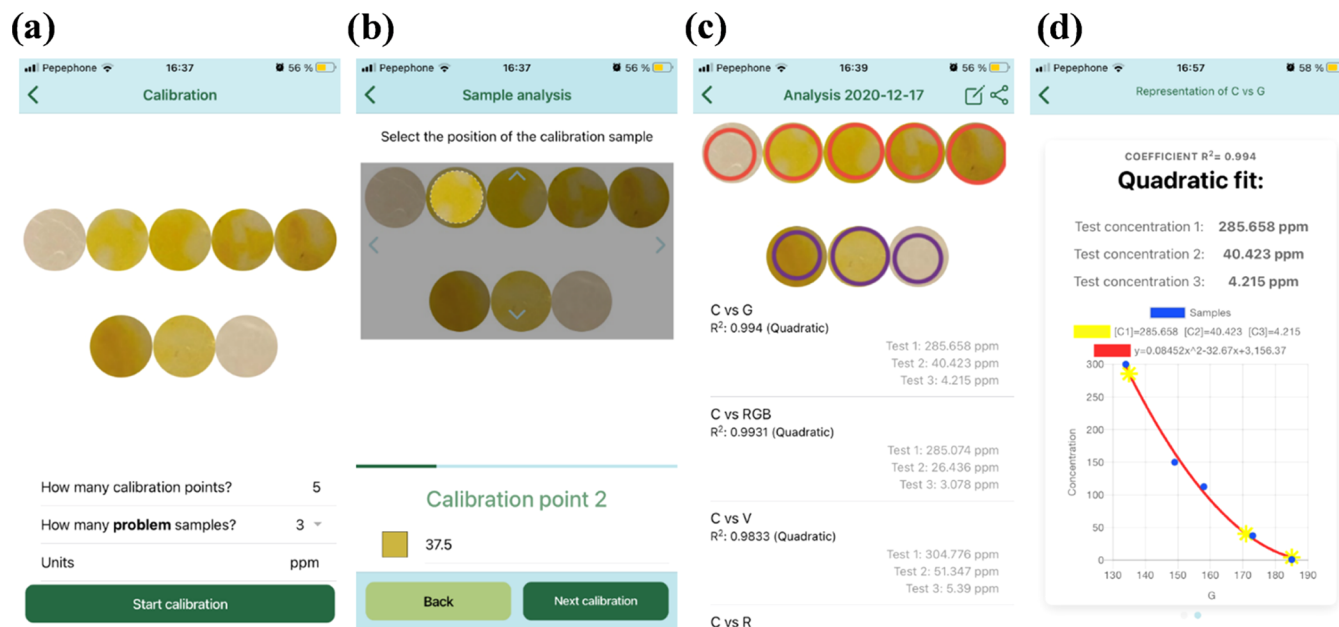 (a)
Pepephone 16:37 56 %
Calibration
How many calibration points? 5
How many problem samples? 3
Units ppm
Start calibration
(b)
Pepephone 16:37 56 %
Sample analysis
Select the position of the calibration sample
Calibration point 2
37.5
Back Next calibration
(c)
Pepephone 16:39 56 %
Analysis 2020-12-17
C vs G
R²: 0.994 (Quadratic)
Test 1: 285.658 ppm
Test 2: 40.423 ppm
Test 3: 4.215 ppm
C vs RGB
R²: 0.9931 (Quadratic)
Test 1: 285.074 ppm
Test 2: 26.436 ppm
Test 3: 3.078 ppm
C vs V
R²: 0.9833 (Quadratic)
Test 1: 304.776 ppm
Test 2: 51.347 ppm
Test 3: 5.39 ppm
C vs R
(d)
Pepephone 16:57 58 %
Representation of C vs G
COEFFICIENT R²= 0.994
Quadratic fit:
Test concentration 1: 285.658 ppm
Test concentration 2: 40.423 ppm
Test concentration 3: 4.215 ppm
Samples
[C1]=285.658 [C2]=40.423 [C3]=4.215
y=0.08452x^2-32.67x+3,156.37
300
250
200
150
100
50
0
Concentration
130 140 150 160 170 180 190
G